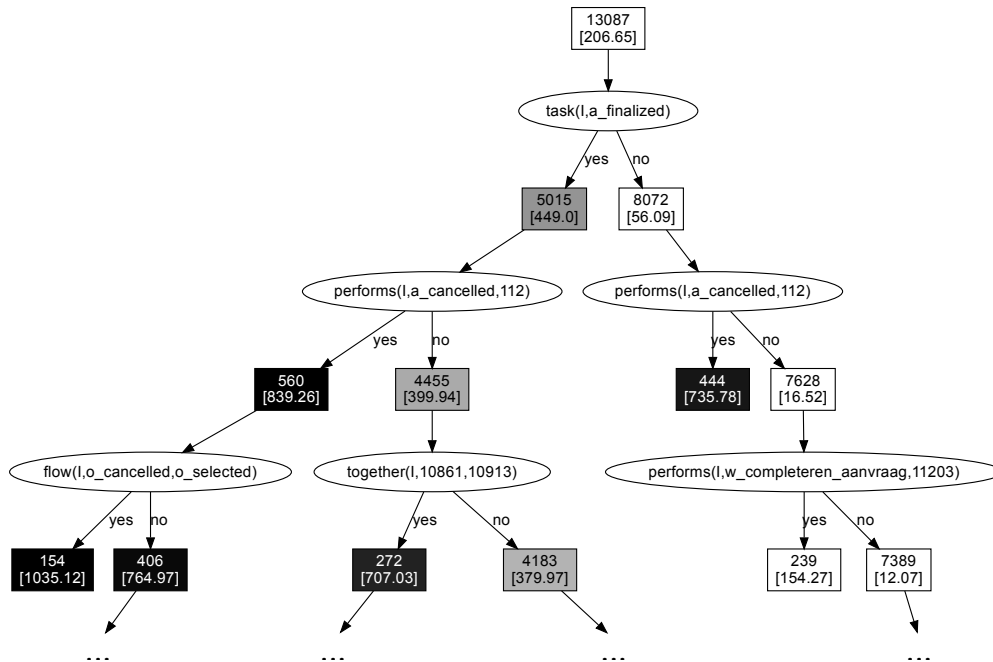 13087
[206.65]
task(I,a_finalized)
yes
no
5015
[449.0]
8072
[56.09]
performs(I,a_cancelled,112)
performs(I,a_cancelled,112)
yes
no
yes
no
560
[839.26]
4455
[399.94]
444
[735.78]
7628
[16.52]
flow(I,o_cancelled,o_selected)
together(I,10861,10913)
performs(I,w_completeren_aanvraag,11203)
yes
no
yes
no
yes
no
154
[1035.12]
406
[764.97]
272
[707.03]
4183
[379.97]
239
[154.27]
7389
[12.07]
...
...
...
...